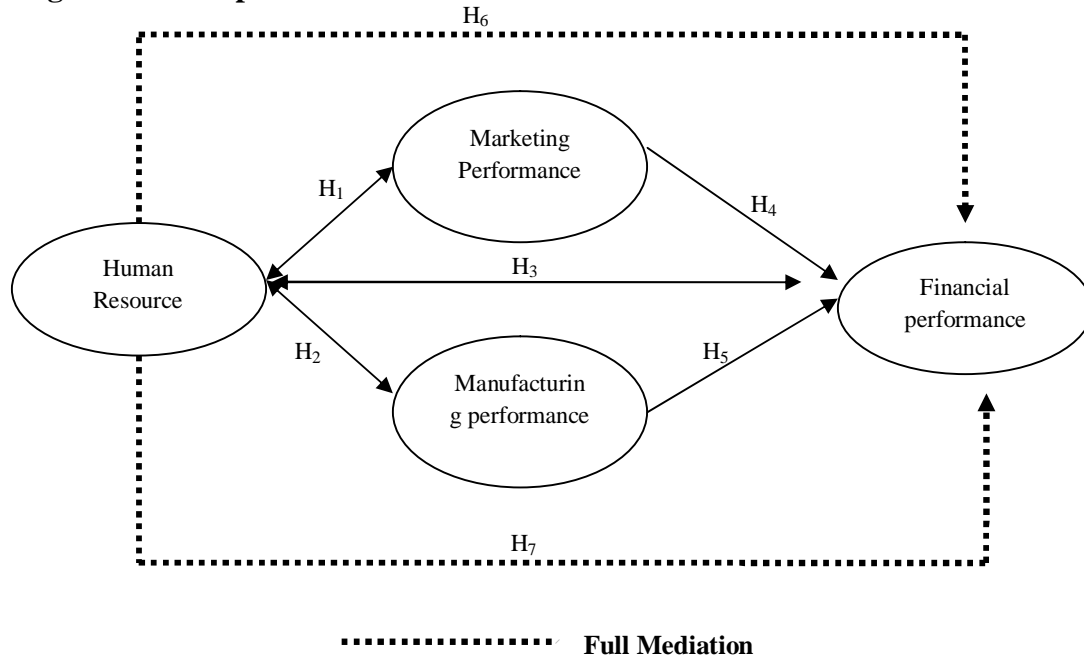 H6
Marketing
Performance
H1
H4
Human
Resource
H3
Financial
performance
H2
H5
Manufacturin
g performance
H7
Full Mediation